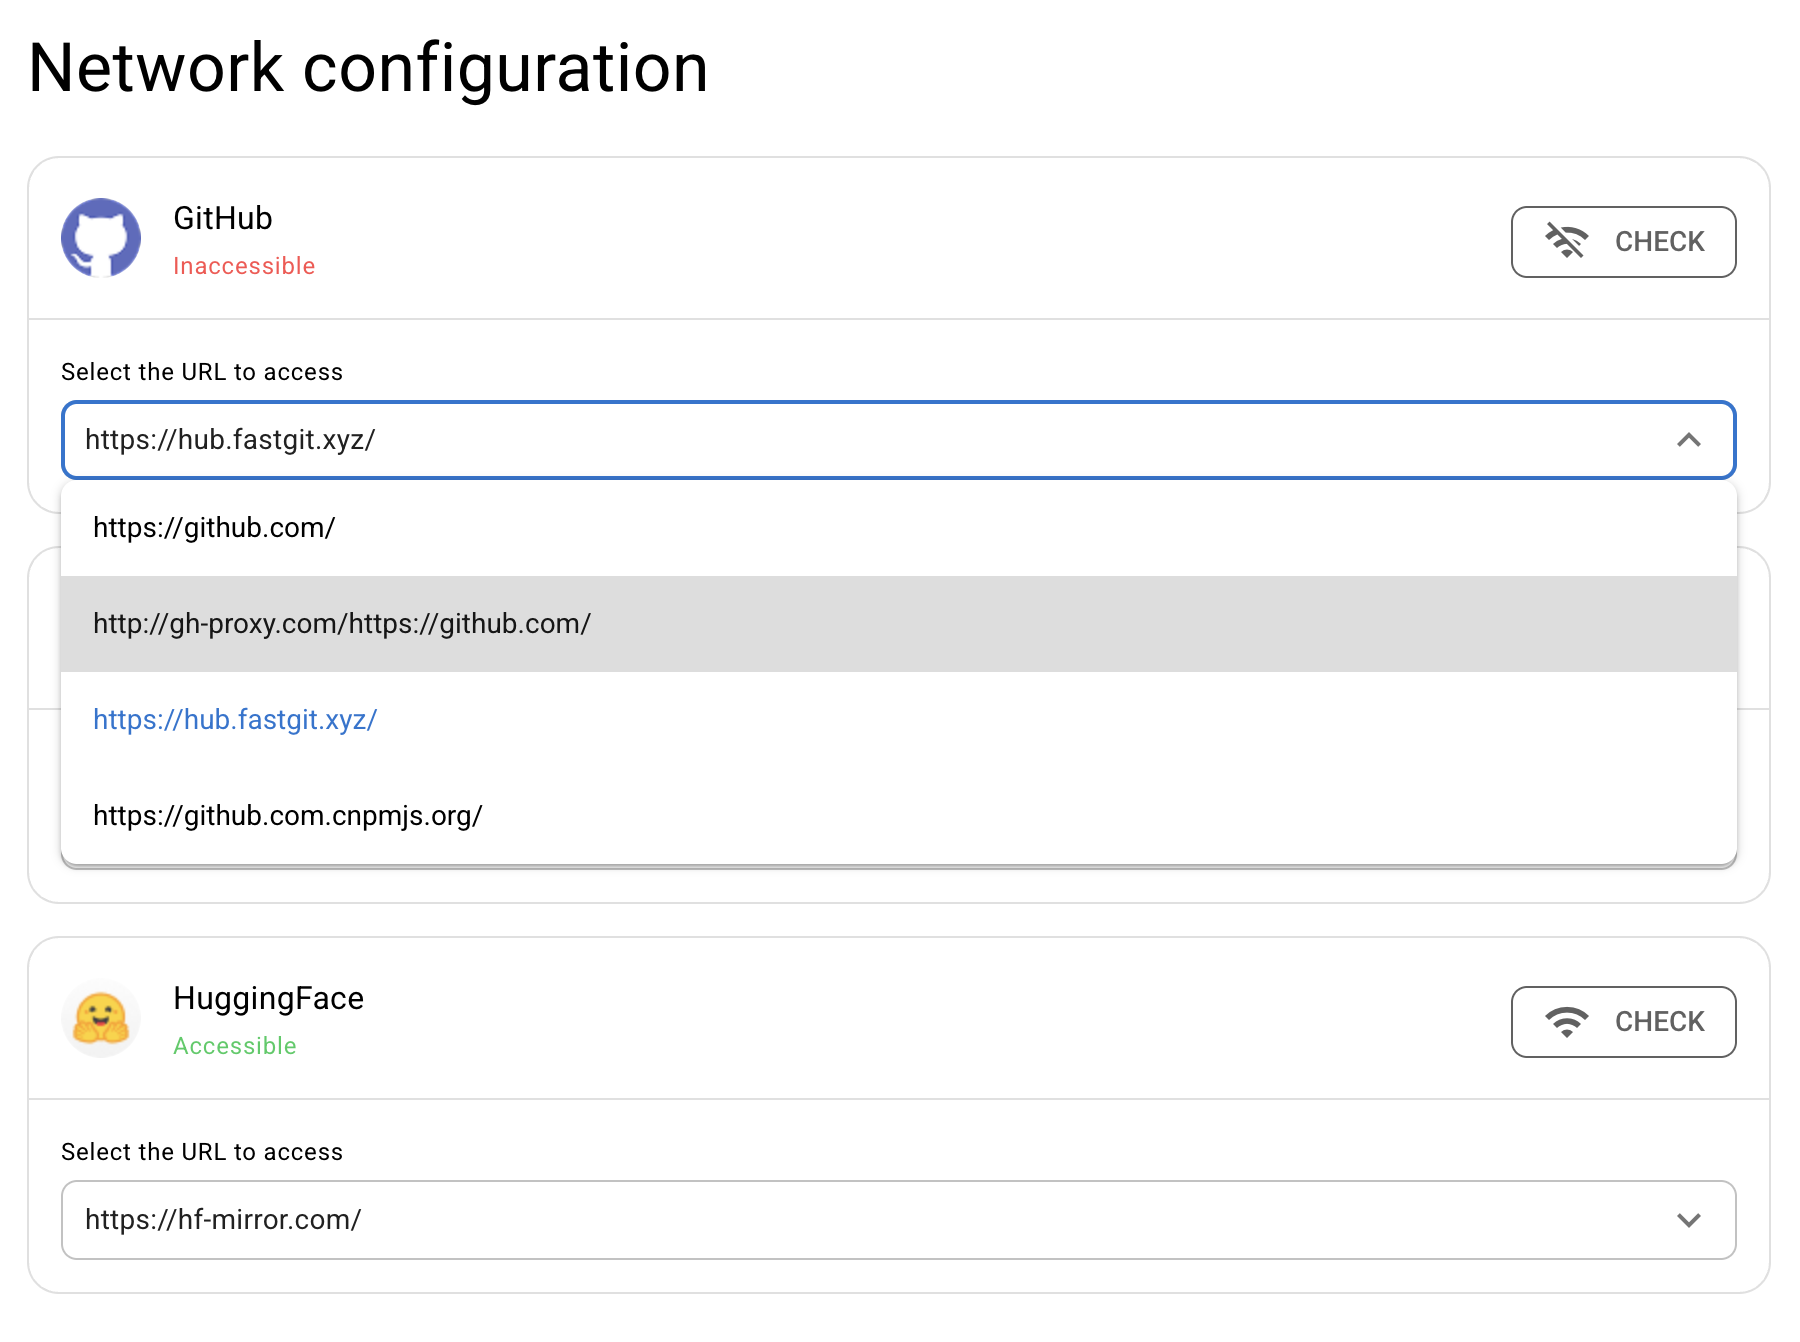 Network configuration
GitHub
Inaccessible
CHECK
Select the URL to access
https://hub.fastgit.xyz/
https://github.com/
http://gh-proxy.com/https://github.com/
https://hub.fastgit.xyz/
https://github.com.cnpmjs.org/
HuggingFace
Accessible
CHECK
Select the URL to access
https://hf-mirror.com/